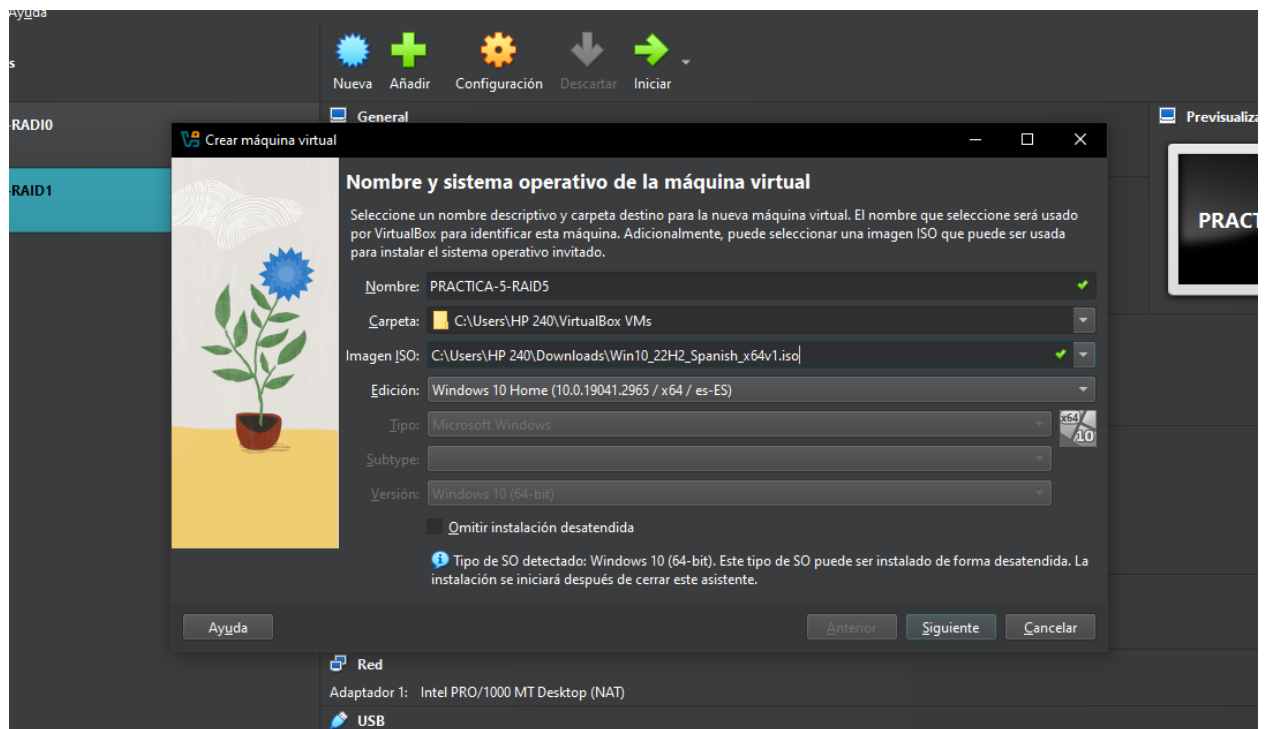 Ayuda
s
Nueva Añadir Configuración Descartar Iniciar
-RADI0
General
Previsualiza
Crear máquina virtual
-RAID1
Nombre y sistema operativo de la máquina virtual
Seleccione un nombre descriptivo y carpeta destino para la nueva máquina virtual. El nombre que seleccione será usado
por VirtualBox para identificar esta máquina. Adicionalmente, puede seleccionar una imagen ISO que puede ser usada
para instalar el sistema operativo invitado.
PRACT
Nombre: PRACTICA-5-RAID5
Carpeta: C:\Users\HP 240\VirtualBox VMs
Imagen ISO: C:\Users\HP 240\Downloads\Win10_22H2_Spanish_x64v1.iso
Edición: Windows 10 Home (10.0.19041.2965 / x64 / es-ES)
Tipo: Microsoft Windows
x64
10
Subtype:
Versión: Windows 10 (64-bit)
Omitir instalación desatendida
Tipo de SO detectado: Windows 10 (64-bit). Este tipo de SO puede ser instalado de forma desatendida. La
instalación se iniciará después de cerrar este asistente.
Ayuda Anterior Siguiente Cancelar
Red
Adaptador 1: Intel PRO/1000 MT Desktop (NAT)
USB